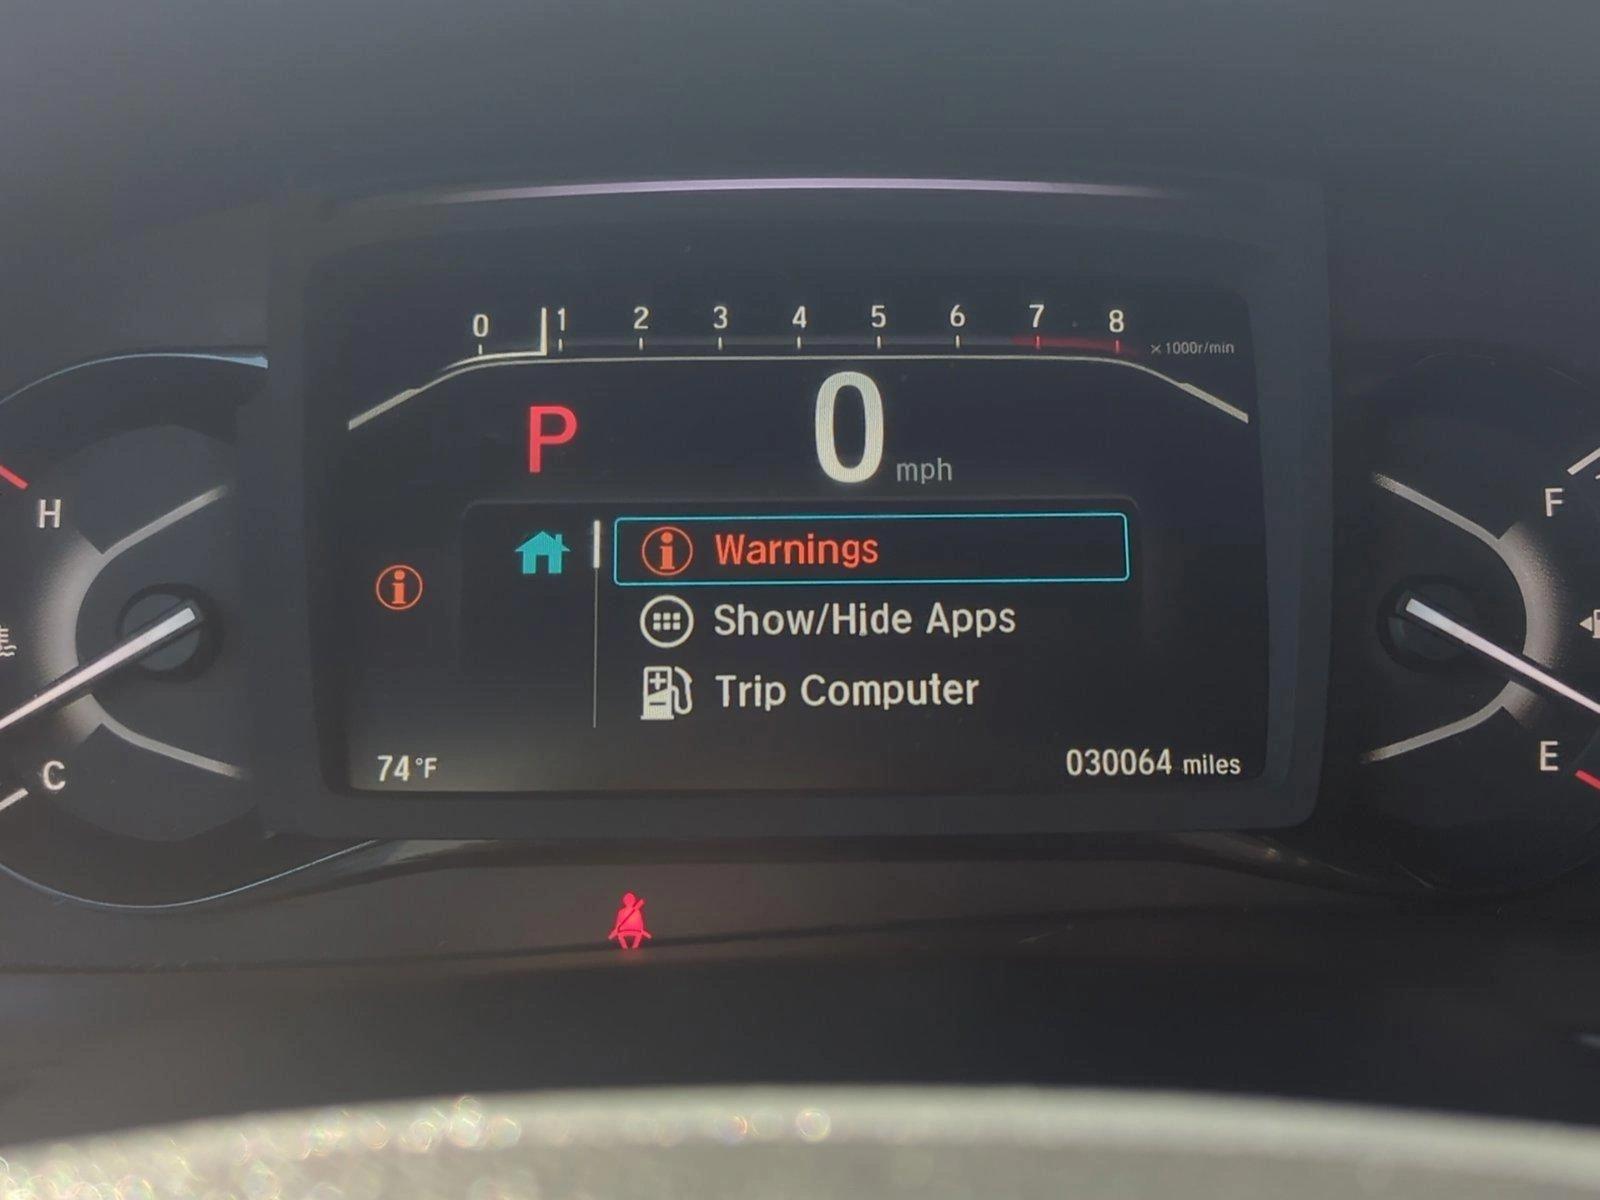 0 1 2 3 4 5 6 7 8 ×1000r/min
P 0 mph
H
F
Warnings
Show/Hide Apps
Trip Computer
C
74°F
030064 miles
E